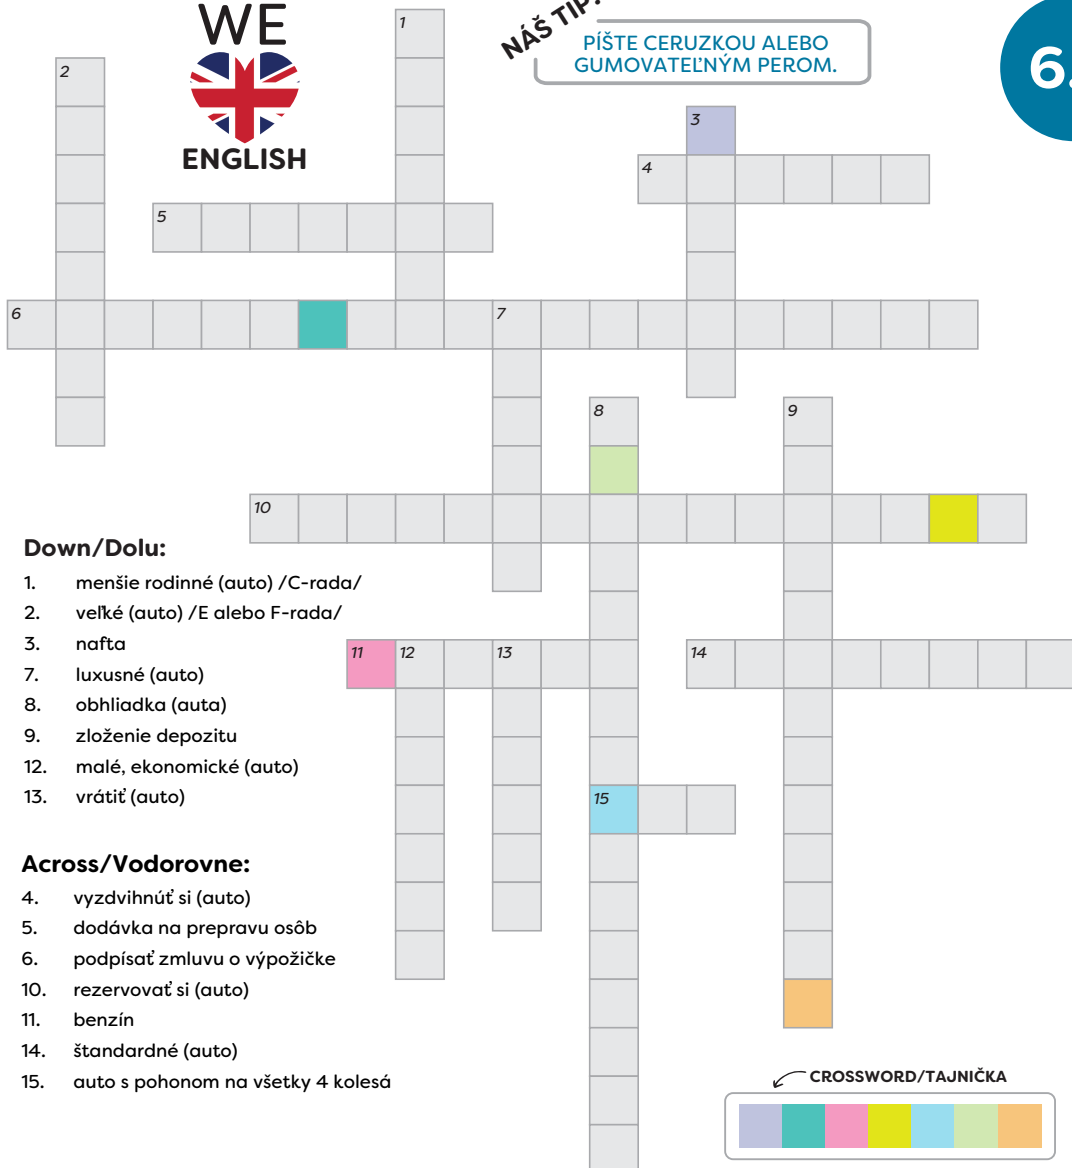 WE
ENGLISH
NÁŠ TIP:
PÍŠTE CERUZKOU ALEBO
GUMOVATEĽNÝM PEROM.
6.
1
2
3
4
5
6
7
8
9
10
11
12
13
14
15
Down/Dolu:
1. menšie rodinné (auto) /C-rada/
2. veľké (auto) /E alebo F-rada/
3. nafta
7. luxusné (auto)
8. obhliadka (auta)
9. zloženie depozitu
12. malé, ekonomické (auto)
13. vrátiť (auto)
Across/Vodorovne:
4. vyzdvihnúť si (auto)
5. dodávka na prepravu osôb
6. podpísať zmluvu o výpožičke
10. rezervovať si (auto)
11. benzín
14. štandardné (auto)
15. auto s pohonom na všetky 4 kolesá
CROSSWORD/TAJNIČKA